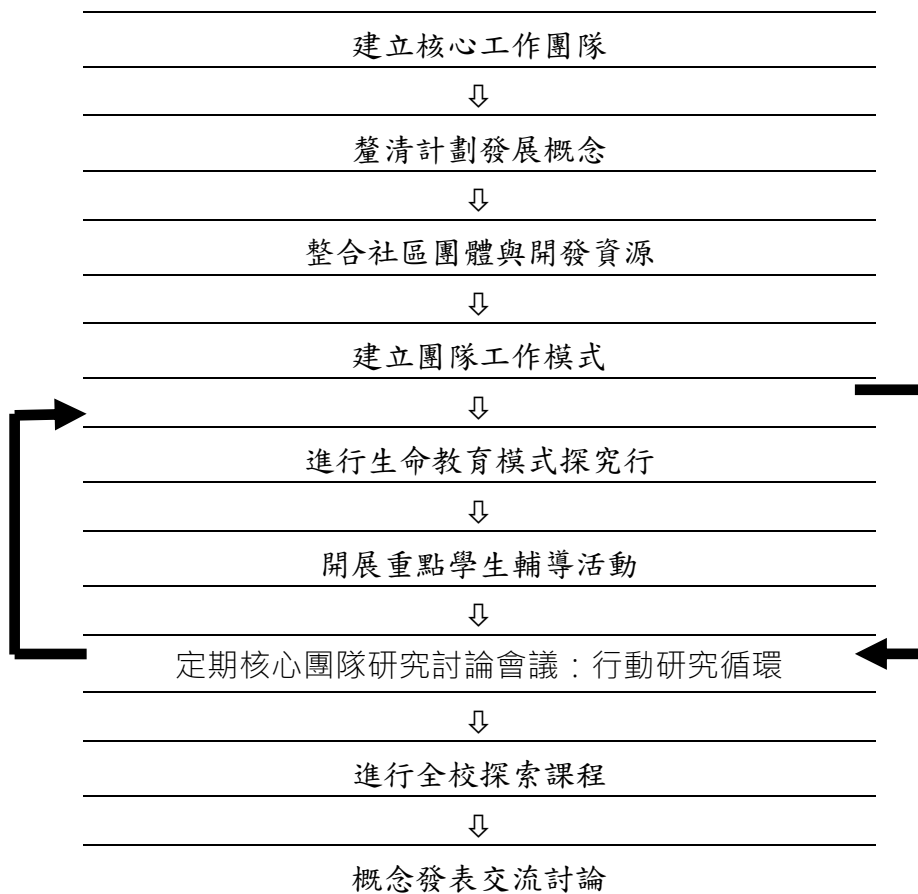 建立核心工作團隊
⇩
釐清計劃發展概念
⇩
整合社區團體與開發資源
⇩
建立團隊工作模式
⇩
進行生命教育模式探究行
⇩
開展重點學生輔導活動
⇩
定期核心團隊研究討論會議：行動研究循環
⇩
進行全校探索課程
⇩
概念發表交流討論